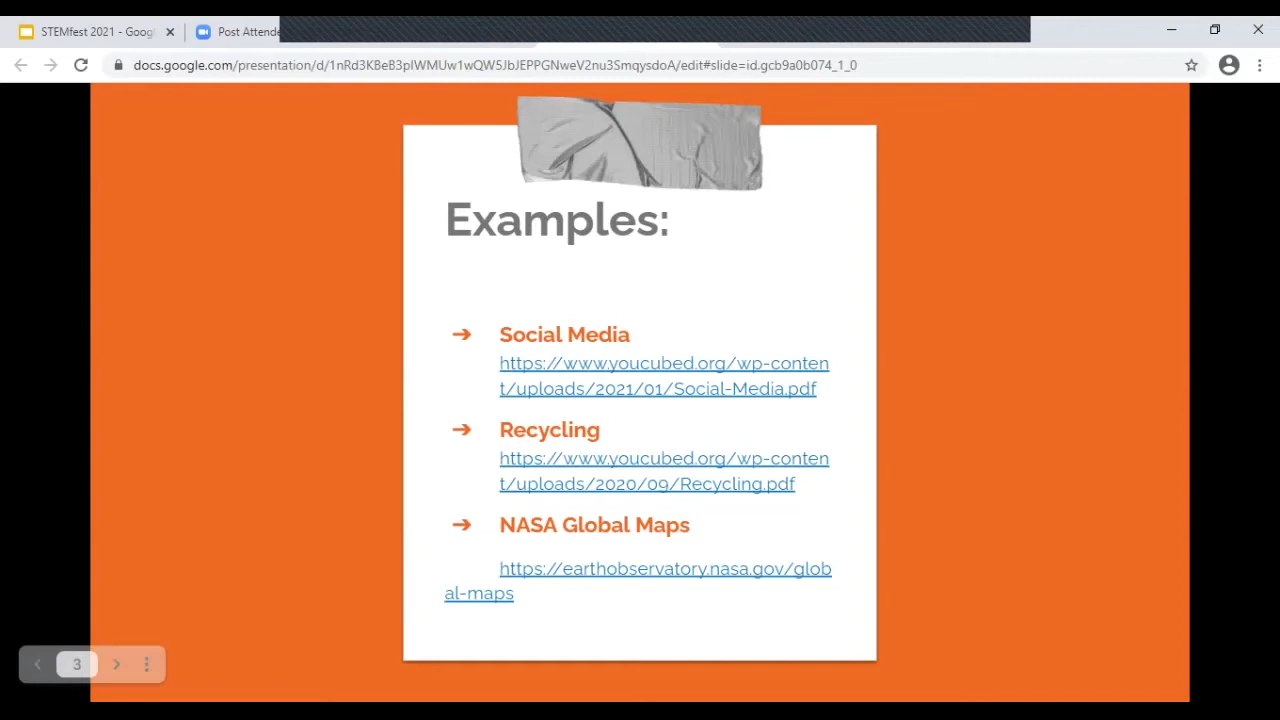 STEMfest 2021 - Goog
Post Attende
docs.google.com/presentation/d/1nRd3KBeB3pIWMUw1wQW5JbJEPPGNweV2nu3SmqysdoA/edit#slide=id.gcb9a0b074_1_0
Examples:
➔ Social Media
https://www.youcubed.org/wp-conten
t/uploads/2021/01/Social-Media.pdf
➔ Recycling
https://www.youcubed.org/wp-conten
t/uploads/2020/09/Recycling.pdf
➔ NASA Global Maps
https://earthobservatory.nasa.gov/glob
al-maps
3